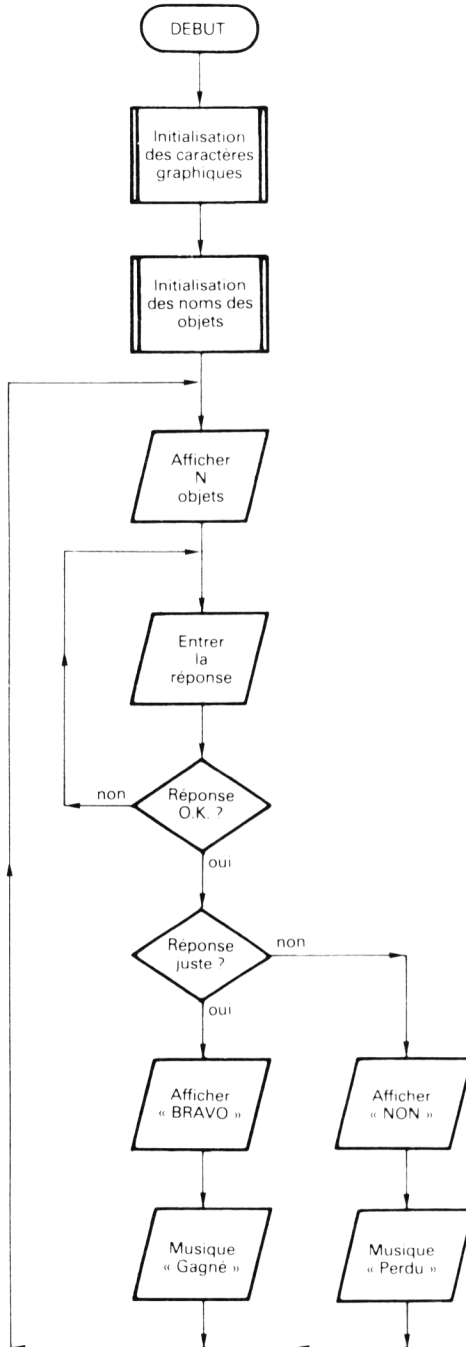 DEBUT
Initialisation
des caractères
graphiques
Initialisation
des noms des
objets
Afficher
N
objets
Entrer
la
réponse
non
Réponse
O.K. ?
oui
Réponse
juste ?
non
oui
Afficher
« BRAVO »
Afficher
« NON »
Musique
« Gagné »
Musique
« Perdu »